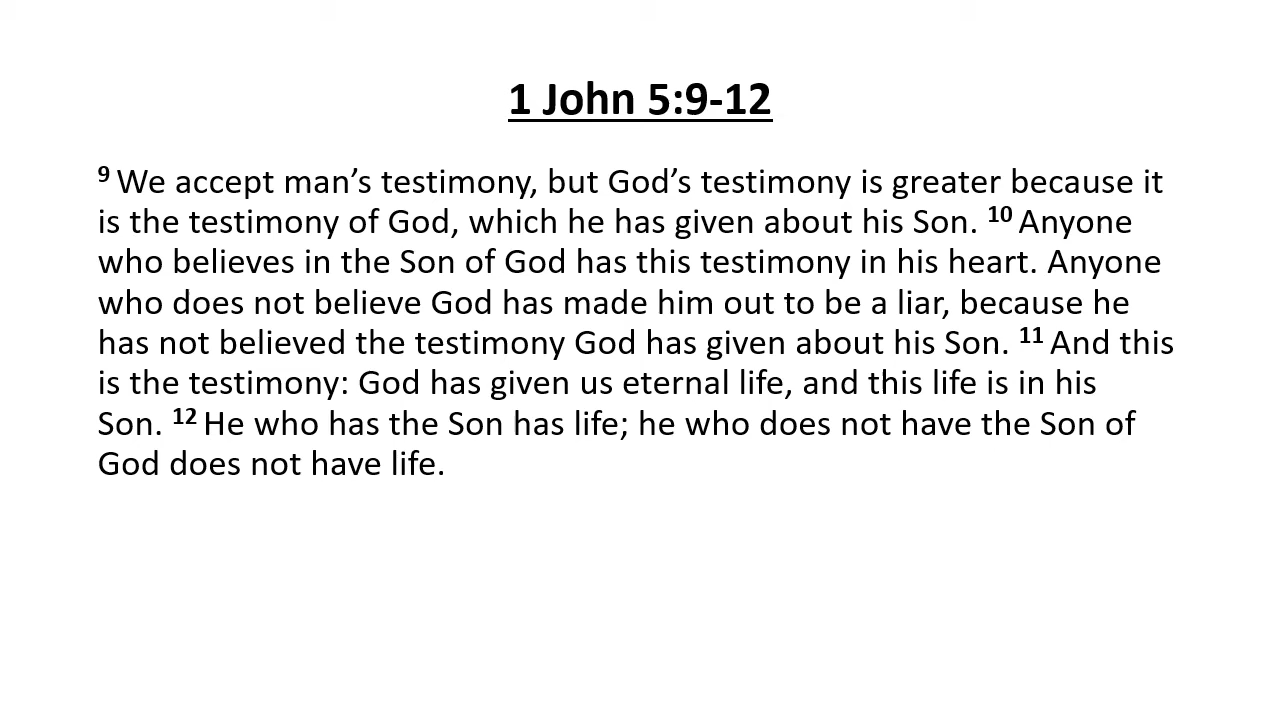 1 John 5:9-12
9 We accept man’s testimony, but God’s testimony is greater because it
is the testimony of God, which he has given about his Son. 10 Anyone
who believes in the Son of God has this testimony in his heart. Anyone
who does not believe God has made him out to be a liar, because he
has not believed the testimony God has given about his Son. 11 And this
is the testimony: God has given us eternal life, and this life is in his
Son. 12 He who has the Son has life; he who does not have the Son of
God does not have life.